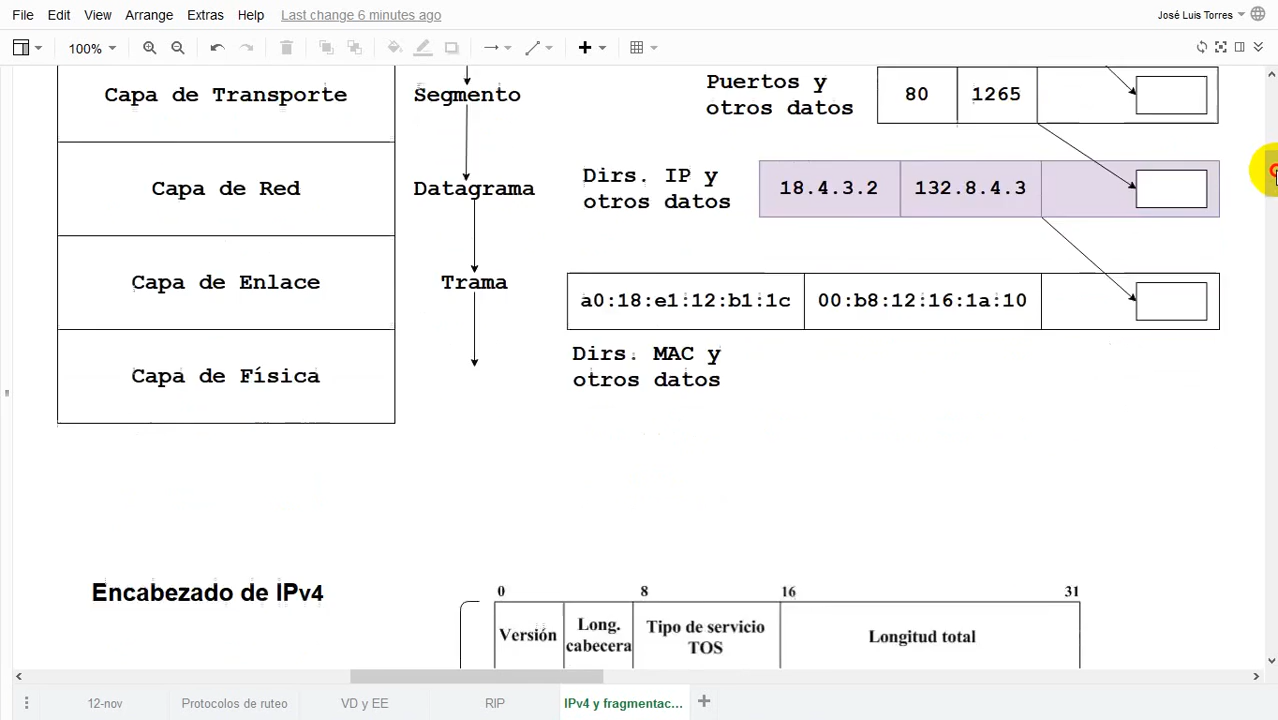 File Edit View Arrange Extras Help Last change 6 minutes ago José Luis Torres
100%
Capa de Transporte
Segmento
Puertos y
otros datos
80 1265
Capa de Red
Datagrama
Dirs. IP y
otros datos
18.4.3.2 132.8.4.3
Capa de Enlace
Trama
a0:18:e1:12:b1:1c 00:b8:12:16:1a:10
Dirs. MAC y
otros datos
Capa de Física
Encabezado de IPv4
0 8 16 31
Versión
Long.
cabecera
Tipo de servicio
TOS
Longitud total
12-nov Protocolos de ruteo VD y EE RIP IPv4 y fragmentac...